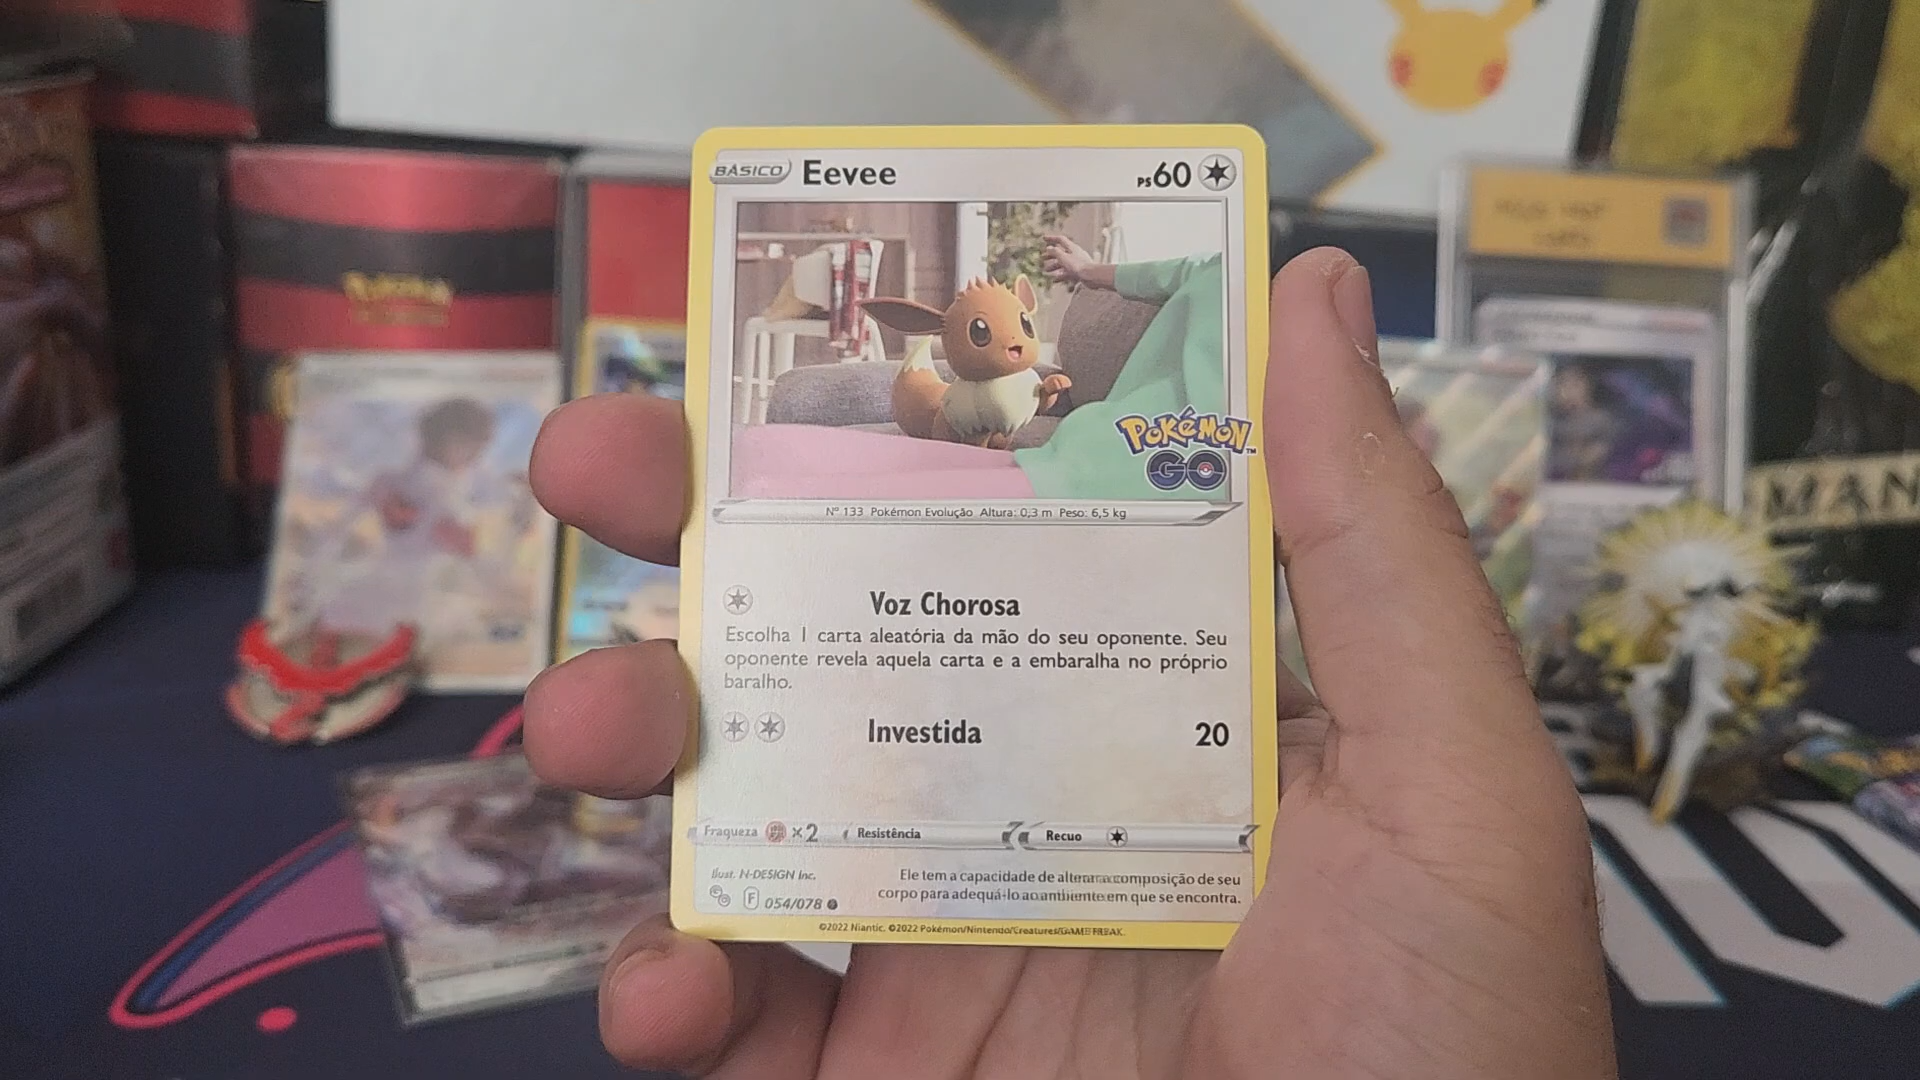 BÁSICO Eevee PS60
POKÉMON
GO
Nº 133 Pokémon Evolução Altura: 0,3 m Peso: 6,5 kg
Voz Chorosa
Escolha 1 carta aleatória da mão do seu oponente. Seu
oponente revela aquela carta e a embaralha no próprio
baralho.
Investida 20
Fraqueza ×2 Resistência Recuo
Ilust. N-DESIGN Inc.
Ele tem a capacidade de alterar a composição de seu
corpo para adequá-lo ao ambiente em que se encontra.
F 054/078
©2022 Niantic. ©2022 Pokémon/Nintendo/Creatures/GAME FREAK.
MAN